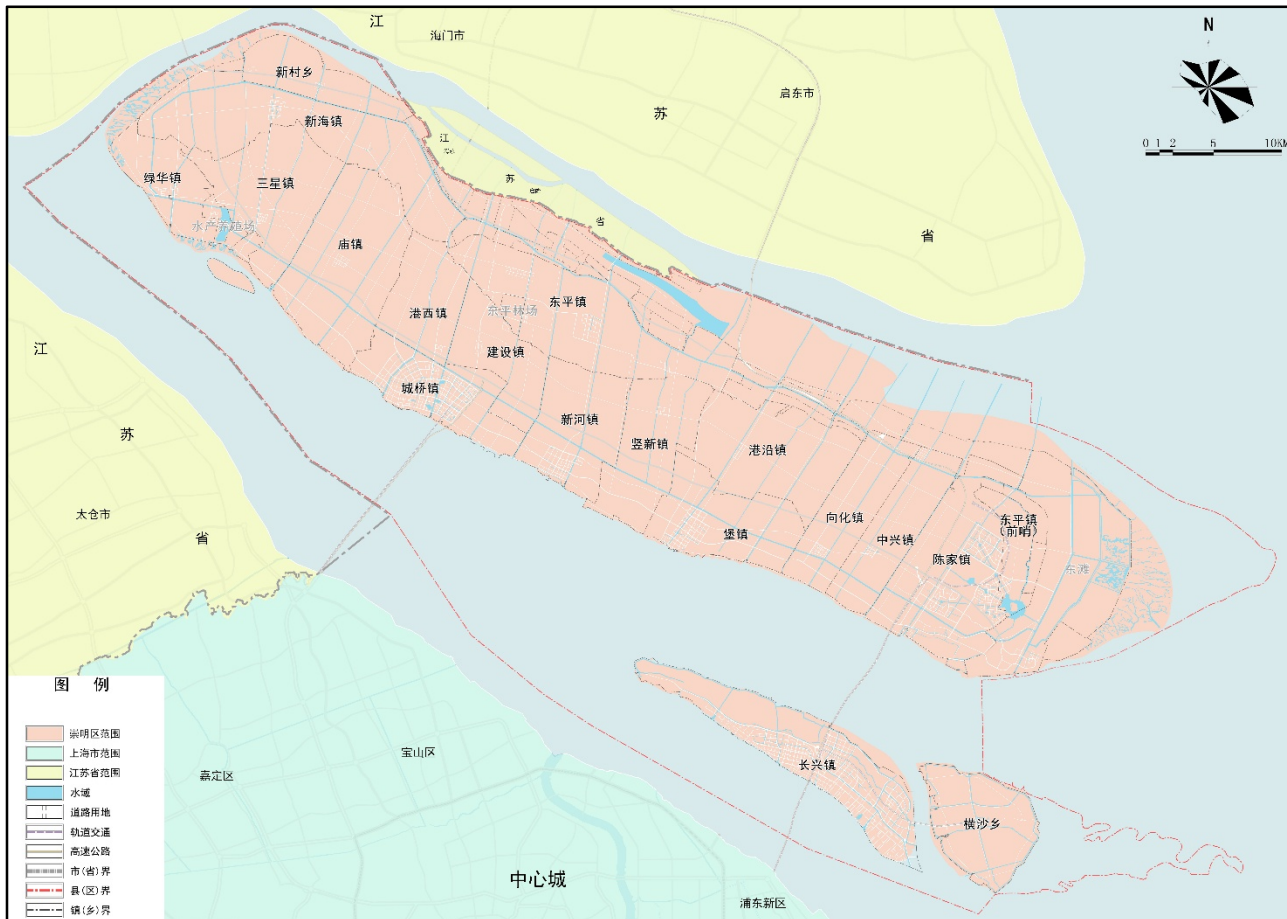 江
海门市
N
新村乡
启东市
苏
新海镇
江
0 1 2 5 10KM
绿华镇
三星镇
苏
水产养殖场
省
省
庙镇
港西镇
东平林场
东平镇
江
建设镇
城桥镇
新河镇
竖新镇
港沿镇
苏
太仓市
向化镇
东平镇
(前哨)
堡镇
中兴镇
省
陈家镇
东滩
图 例
崇明区范围
上海市范围
江苏省范围
水域
道路用地
轨道交通
高速公路
市(省)界
县(区)界
镇(乡)界
宝山区
嘉定区
长兴镇
横沙乡
中心城
浦东新区